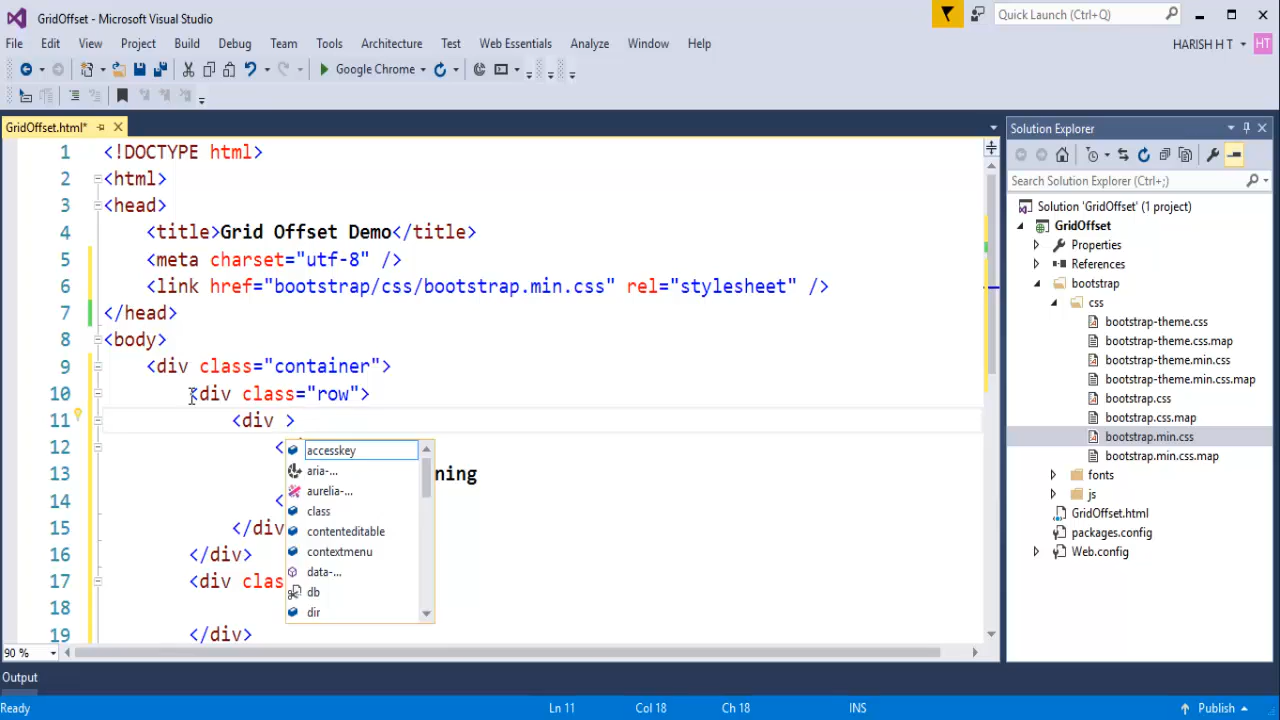 GridOffset - Microsoft Visual Studio
Quick Launch (Ctrl+Q)
File Edit View Project Build Debug Team Tools Architecture Test Web Essentials Analyze Window Help
HARISH H T HT
Google Chrome
GridOffset.html*
1 <!DOCTYPE html>
2 <html>
3 <head>
4 <title>Grid Offset Demo</title>
5 <meta charset="utf-8" />
6 <link href="bootstrap/css/bootstrap.min.css" rel="stylesheet" />
7 </head>
8 <body>
9 <div class="container">
10 <div class="row">
11 <div >
12 <
13 ning
14 <
15 </div
16 </div>
17 <div clas
18
19 </div>
accesskey
aria-...
aurelia-...
class
contenteditable
contextmenu
data-...
db
dir
90 %
Output
Ready Ln 11 Col 18 Ch 18 INS Publish
Solution Explorer
Search Solution Explorer (Ctrl+;)
Solution 'GridOffset' (1 project)
GridOffset
Properties
References
bootstrap
css
bootstrap-theme.css
bootstrap-theme.css.map
bootstrap-theme.min.css
bootstrap-theme.min.css.map
bootstrap.css
bootstrap.css.map
bootstrap.min.css
bootstrap.min.css.map
fonts
js
GridOffset.html
packages.config
Web.config